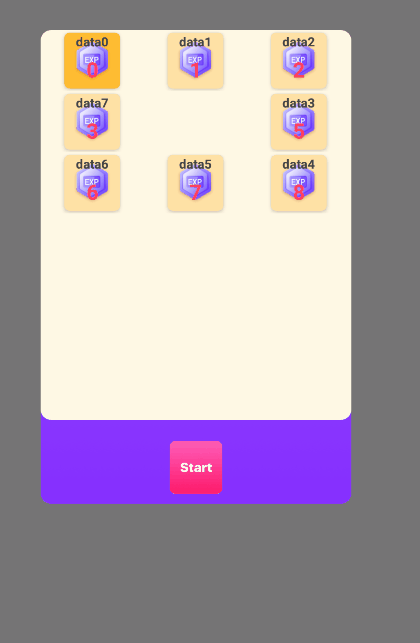 data0 data1 data2
EXP EXP EXP
0 1 2
data7 data3
EXP EXP
3 5
data6 data5 data4
EXP EXP EXP
6 7 8
Start